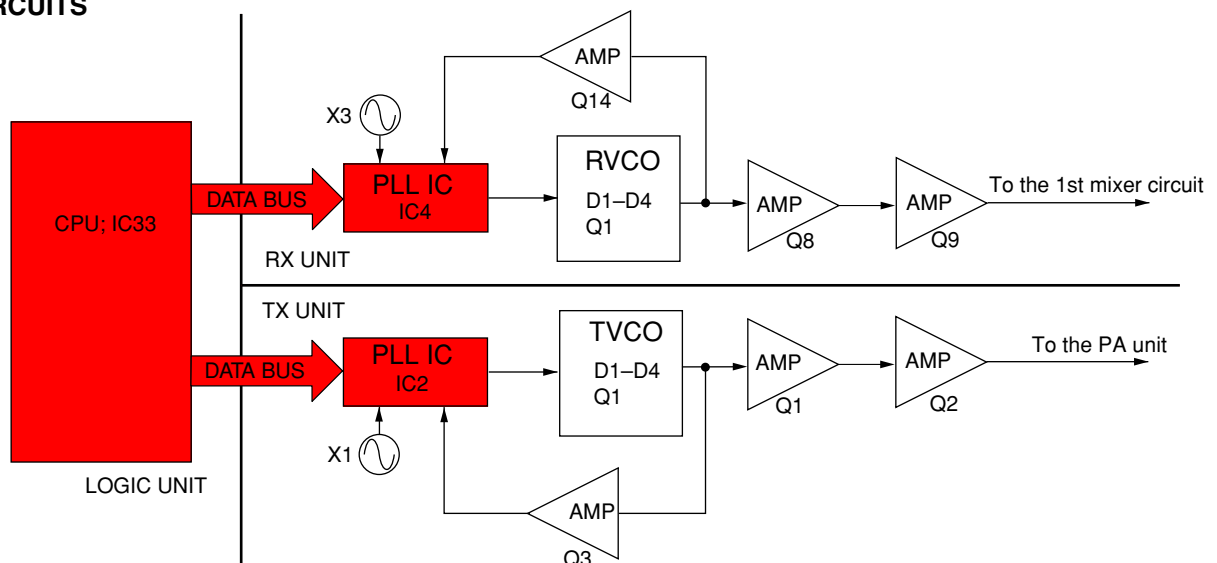 RCUITS
CPU; IC33
LOGIC UNIT
DATA BUS
X3
PLL IC
IC4
AMP
Q14
RVCO
D1–D4
Q1
AMP
Q8
AMP
Q9
To the 1st mixer circuit
RX UNIT
TX UNIT
DATA BUS
PLL IC
IC2
X1
TVCO
D1–D4
Q1
AMP
Q1
AMP
Q2
To the PA unit
AMP
Q3